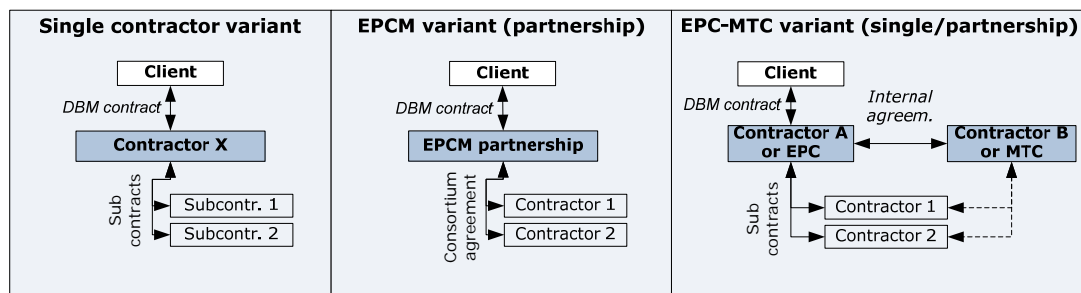 Single contractor variant
Client
DBM contract
Contractor X
Sub
contracts
Subcontr. 1
Subcontr. 2
EPCM variant (partnership)
Client
DBM contract
EPCM partnership
Consortium
agreement
Contractor 1
Contractor 2
EPC-MTC variant (single/partnership)
Client
DBM contract
Internal
agreem.
Contractor A
or EPC
Contractor B
or MTC
Sub
contracts
Contractor 1
Contractor 2